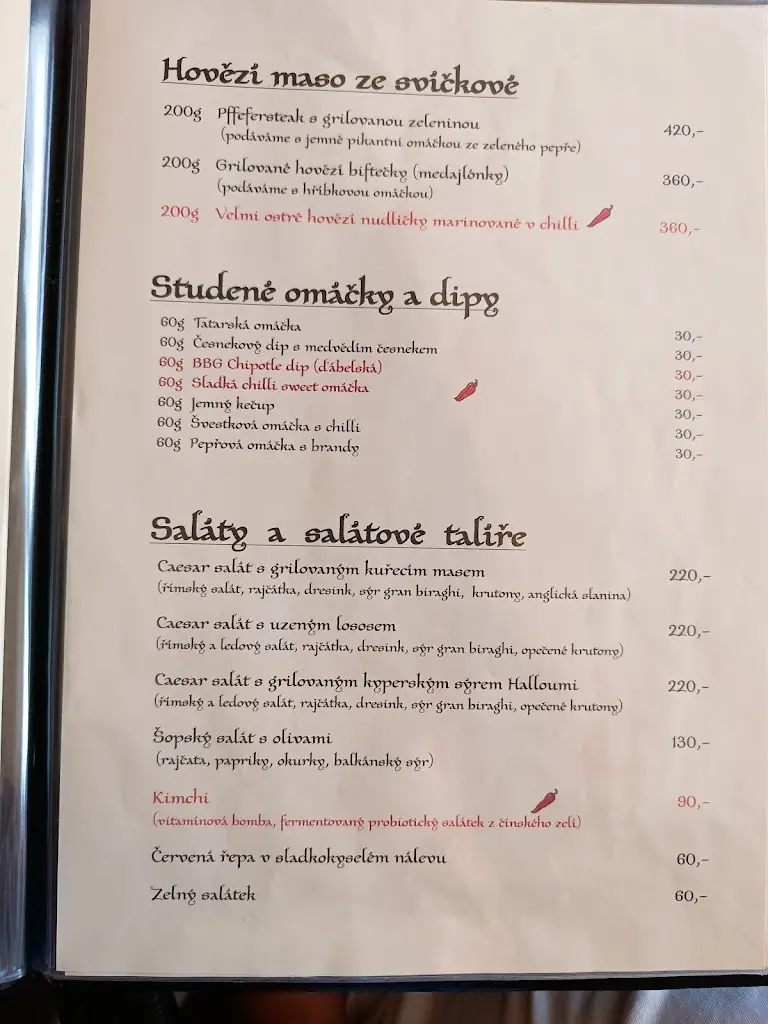 Hovězí maso ze svíčkové
200g Pffefersteak s grilovanou zeleninou 420,-
(podáváme s jemně pikantní omáčkou ze zeleného pepře)
200g Grilované hovězí biftečky (medajlónky) 360,-
(podáváme s hříbkovou omáčkou)
200g Velmi ostré hovězí nudličky marinované v chilli 360,-
Studené omáčky a dipy
60g Tatarská omáčka 30,-
60g Česnekový dip s medvědím česnekem 30,-
60g BBG Chipotle dip (ďábelská) 30,-
60g Sladká chilli sweet omáčka 30,-
60g Jemný kečup 30,-
60g Švestková omáčka s chilli 30,-
60g Pepřová omáčka s brandy 30,-
Saláty a salátové talíře
Caesar salát s grilovaným kuřecím masem 220,-
(římský salát, rajčátka, dresink, sýr gran biraghi, krutony, anglická slanina)
Caesar salát s uzeným lososem 220,-
(římský a ledový salát, rajčátka, dresink, sýr gran biraghi, opečené krutony)
Caesar salát s grilovaným kyperským sýrem Halloumi 220,-
(římský a ledový salát, rajčátka, dresink, sýr gran biraghi, opečené krutony)
Šopský salát s olivami 130,-
(rajčata, papriky, okurky, balkánský sýr)
Kimchi 90,-
(vitamínová bomba, fermentovaný probiotický salátek z čínského zelí)
Červená řepa v sladkokyselém nálevu 60,-
Zelný salátek 60,-